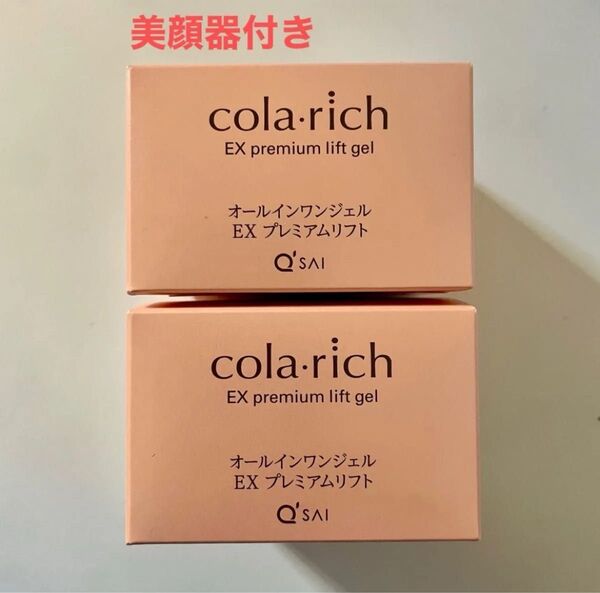 美顔器付き
cola・rich
EX premium lift gel
オールインワンジェル
EX プレミアムリフト
Q'SAI
cola・rich
EX premium lift gel
オールインワンジェル
EX プレミアムリフト
Q'SAI